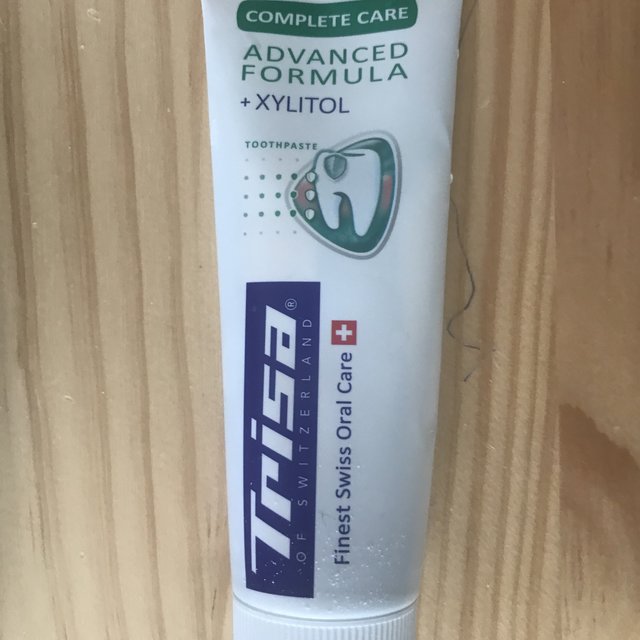 COMPLETE CARE
ADVANCED
FORMULA
+ XYLITOL
TOOTHPASTE
Trisa®
OF SWITZERLAND
Finest Swiss Oral Care